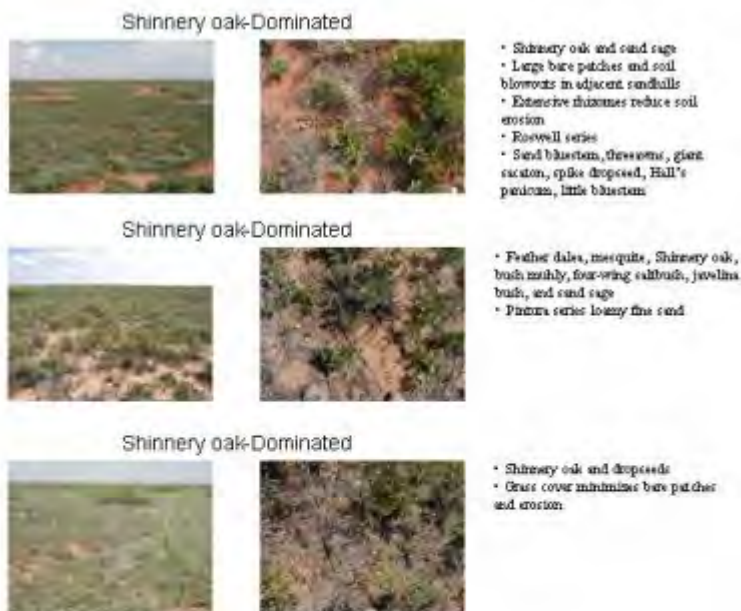 Shinnery oak-Dominated
• Shinnery oak and sand sage
• Large bare patches and soil
blowouts in adjacent sandhills
• Extensive rhizomes reduce soil
erosion
• Roswell series
• Sand bluestem, threeawns, giant
sacaton, spike dropseed, Hall's
panicum, little bluestem
Shinnery oak-Dominated
• Feather dalea, mesquite, Shinnery oak,
bush muhly, four-wing saltbush, javelina
bush, and sand sage
• Pintura series loamy fine sand
Shinnery oak-Dominated
• Shinnery oak and dropseeds
• Grass cover minimizes bare patches
and erosion